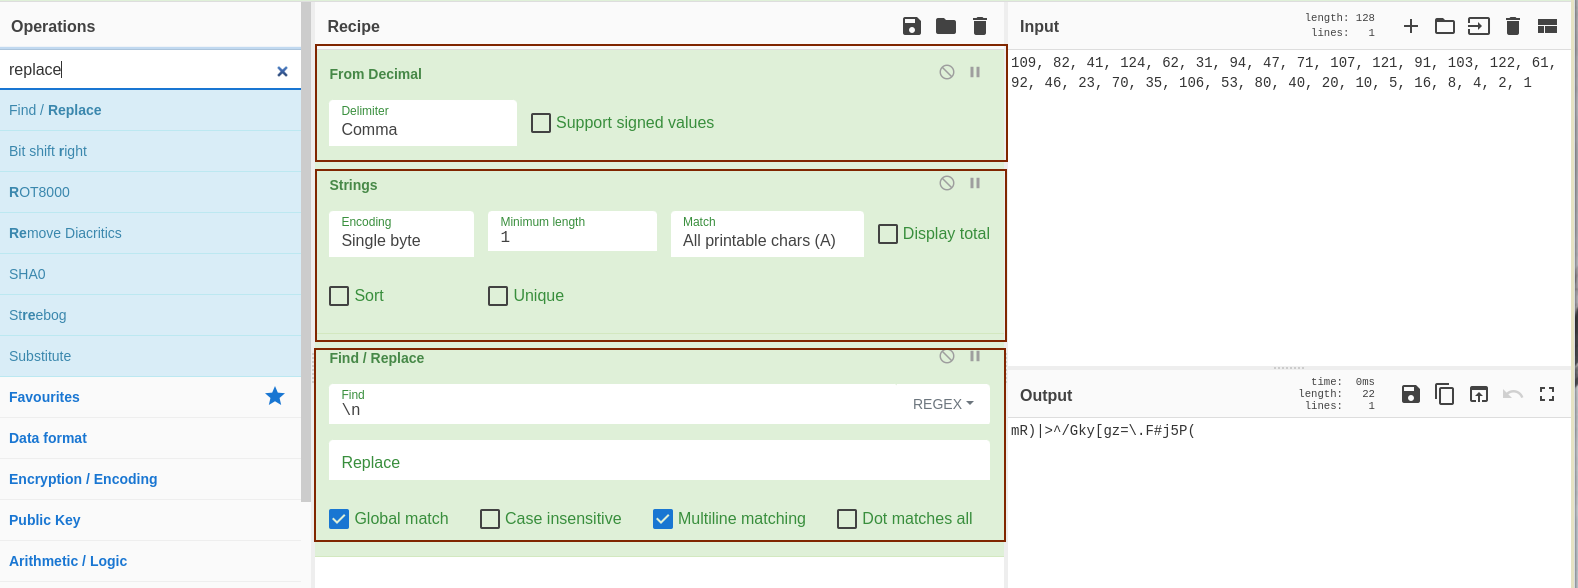 Operations
replace
Find / Replace
Bit shift right
ROT8000
Remove Diacritics
SHA0
Streebog
Substitute
Favourites
Data format
Encryption / Encoding
Public Key
Arithmetic / Logic
Recipe
From Decimal
Delimiter
Comma
Support signed values
Strings
Encoding
Single byte
Minimum length
1
Match
All printable chars (A)
Display total
Sort
Unique
Find / Replace
Find
\n
REGEX
Replace
Global match
Case insensitive
Multiline matching
Dot matches all
Input
length: 128
lines: 1
109, 82, 41, 124, 62, 31, 94, 47, 71, 107, 121, 91, 103, 122, 61,
92, 46, 23, 70, 35, 106, 53, 80, 40, 20, 10, 5, 16, 8, 4, 2, 1
Output
time: 0ms
length: 22
lines: 1
mR)|>^/Gky[gz=\.F#j5P(